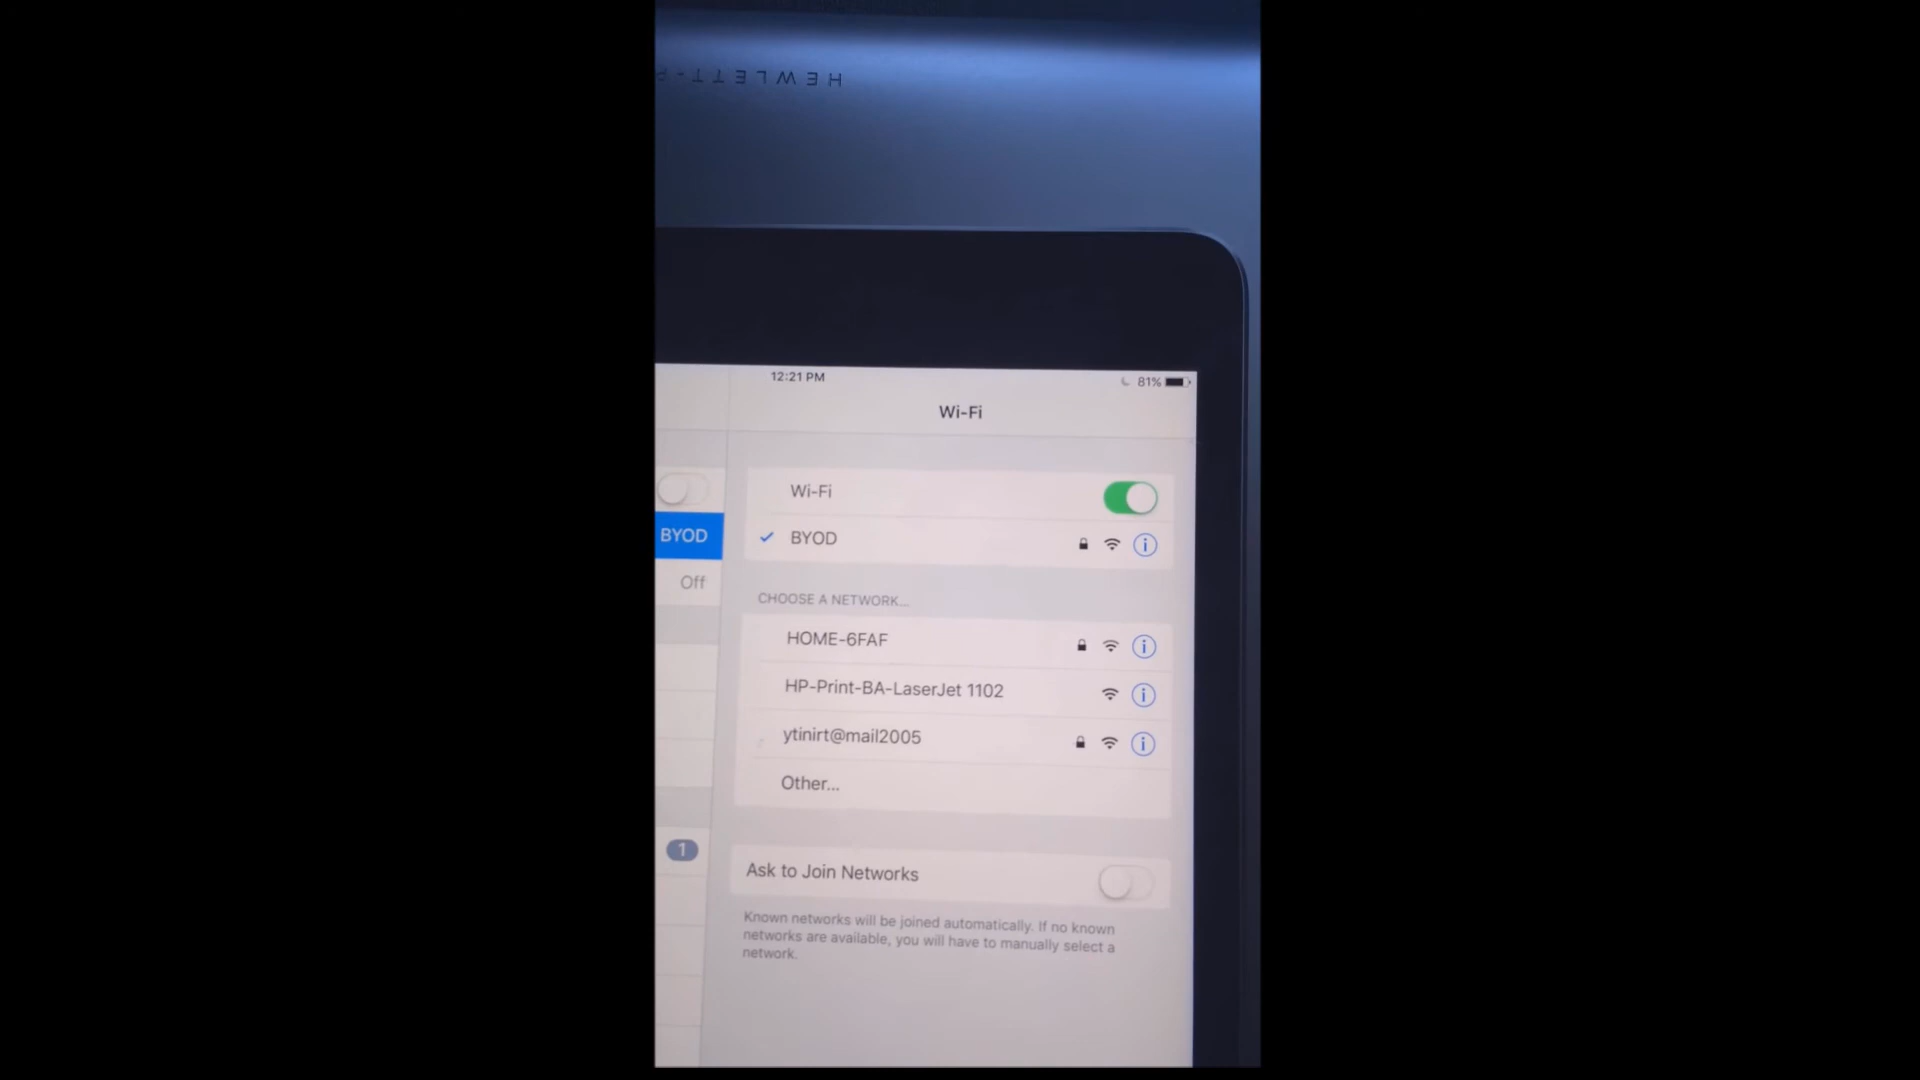 HEWLETT-P
12:21 PM
81%
Wi-Fi
Wi-Fi
BYOD
BYOD
Off
CHOOSE A NETWORK...
HOME-6FAF
HP-Print-BA-LaserJet 1102
ytinirt@mail2005
Other...
1
Ask to Join Networks
Known networks will be joined automatically. If no known
networks are available, you will have to manually select a
network.